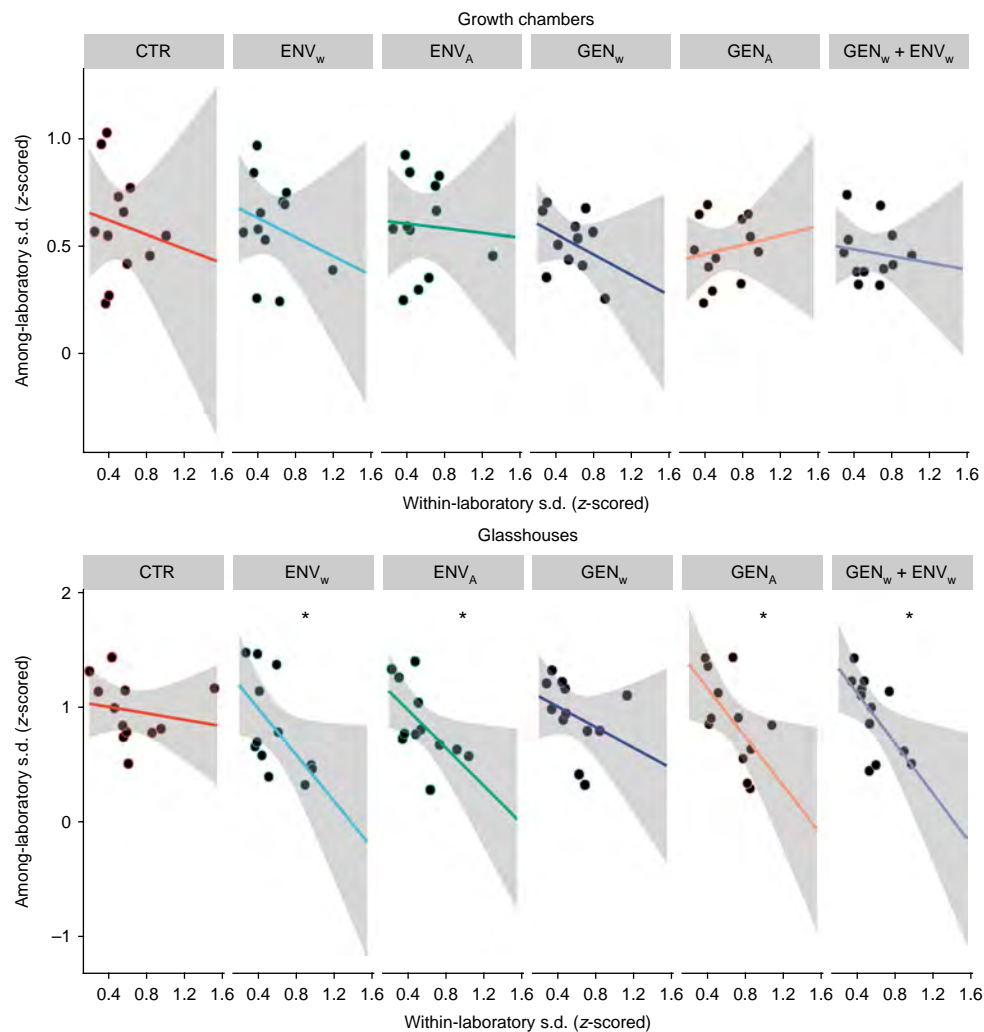 Growth chambers
CTR ENVw ENVA GENw GENA GENw + ENVw
1.0
0.5
0
Among-laboratory s.d. (z-scored)
0.4 0.8 1.2 1.6 0.4 0.8 1.2 1.6 0.4 0.8 1.2 1.6 0.4 0.8 1.2 1.6 0.4 0.8 1.2 1.6 0.4 0.8 1.2 1.6
Within-laboratory s.d. (z-scored)
Glasshouses
CTR ENVw ENVA GENw GENA GENw + ENVw
2
* * * *
1
0
–1
Among-laboratory s.d. (z-scored)
0.4 0.8 1.2 1.6 0.4 0.8 1.2 1.6 0.4 0.8 1.2 1.6 0.4 0.8 1.2 1.6 0.4 0.8 1.2 1.6 0.4 0.8 1.2 1.6
Within-laboratory s.d. (z-scored)